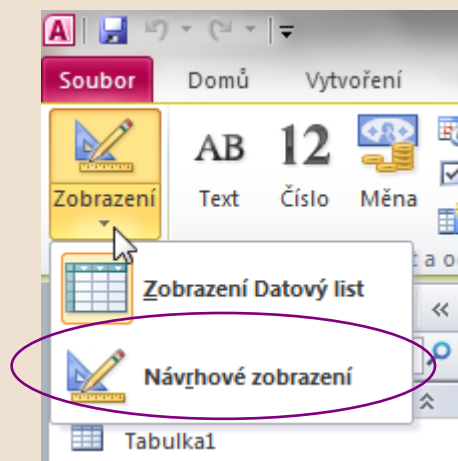 A
Soubor Domů Vytvoření
AB 12
Zobrazení Text Číslo Měna
Zobrazení Datový list
Návrhové zobrazení
Tabulka1